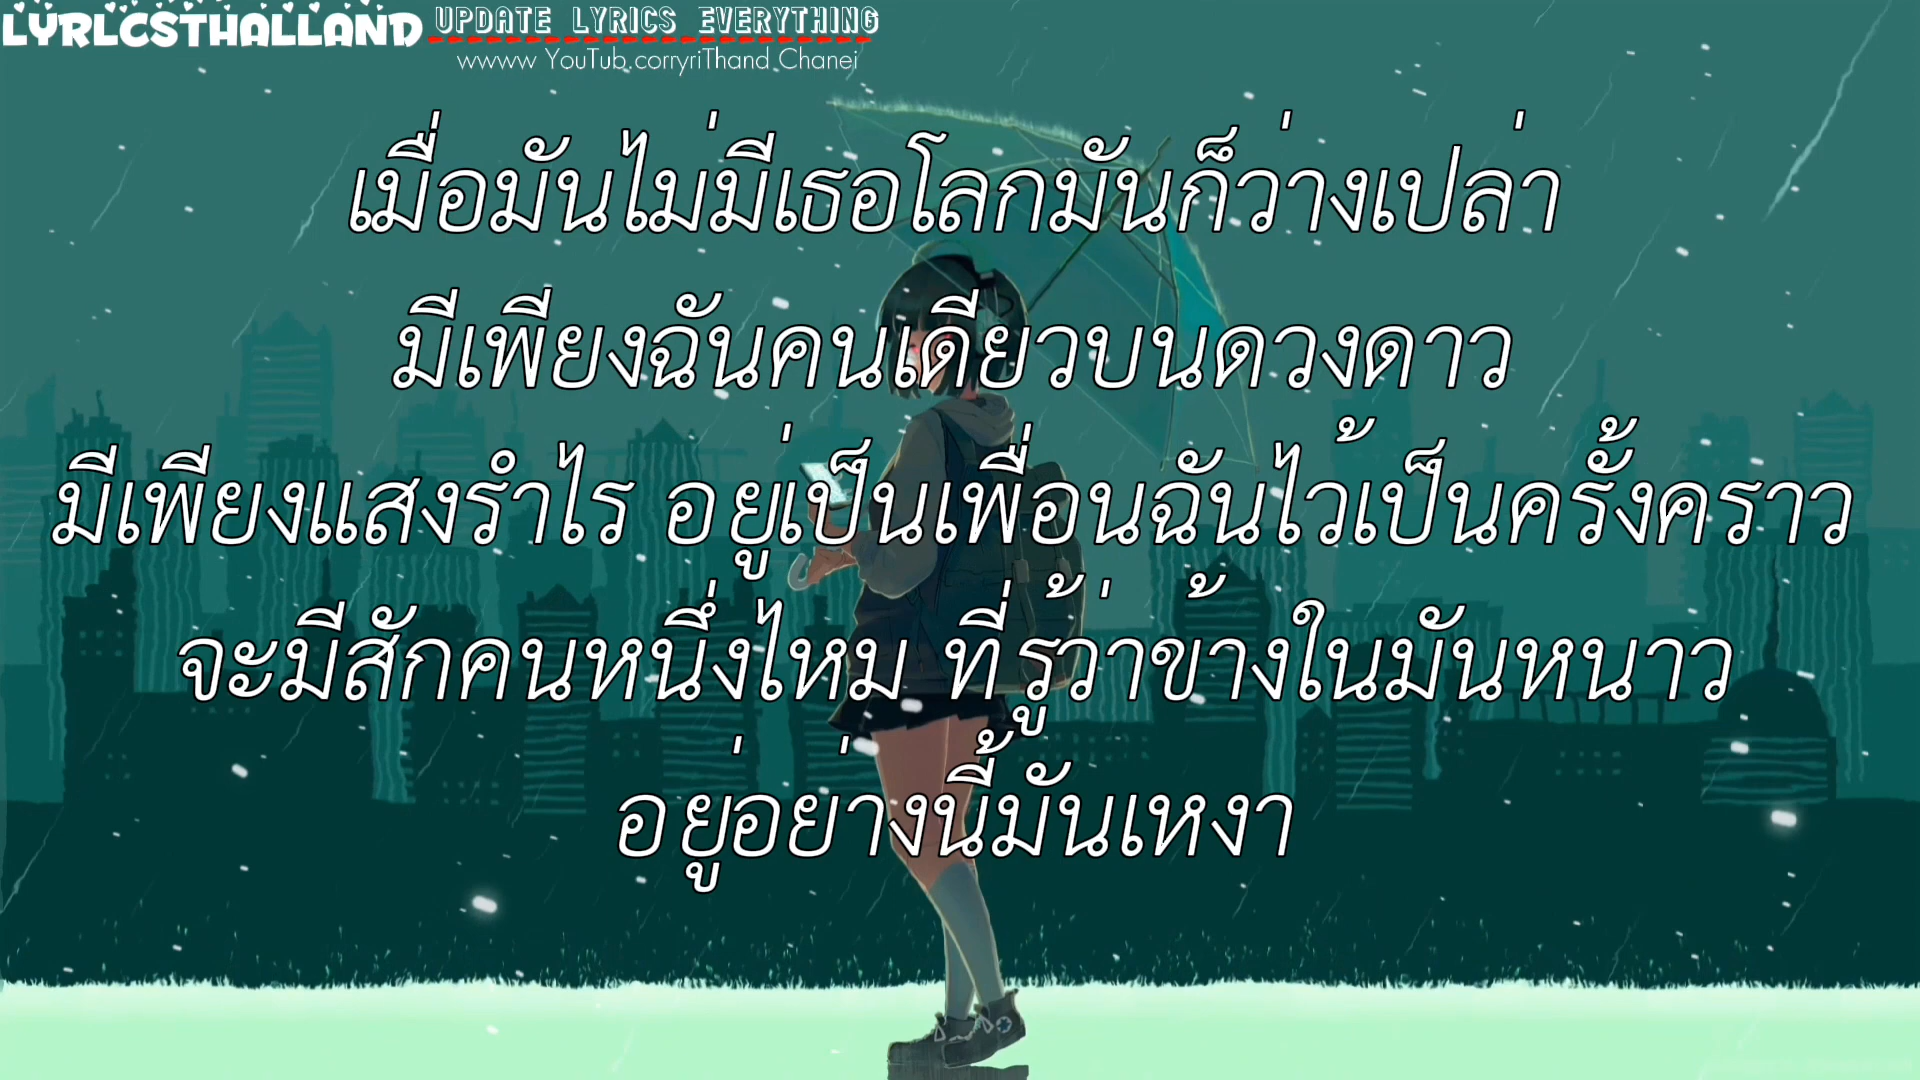 LYRLCSTHALLAND
UPDATE LYRICS EVERYTHING
wwww YouTub.corryriThand Chanei
เมื่อมันไม่มีเธอโลกมันก็ว่างเปล่า
มีเพียงฉันคนเดียวบนดวงดาว
มีเพียงแสงรำไร อยู่เป็นเพื่อนฉันไว้เป็นครั้งคราว
จะมีสักคนหนึ่งไหม ที่รู้ว่าข้างในมันหนาว
อยู่อย่างนี้มันเหงา